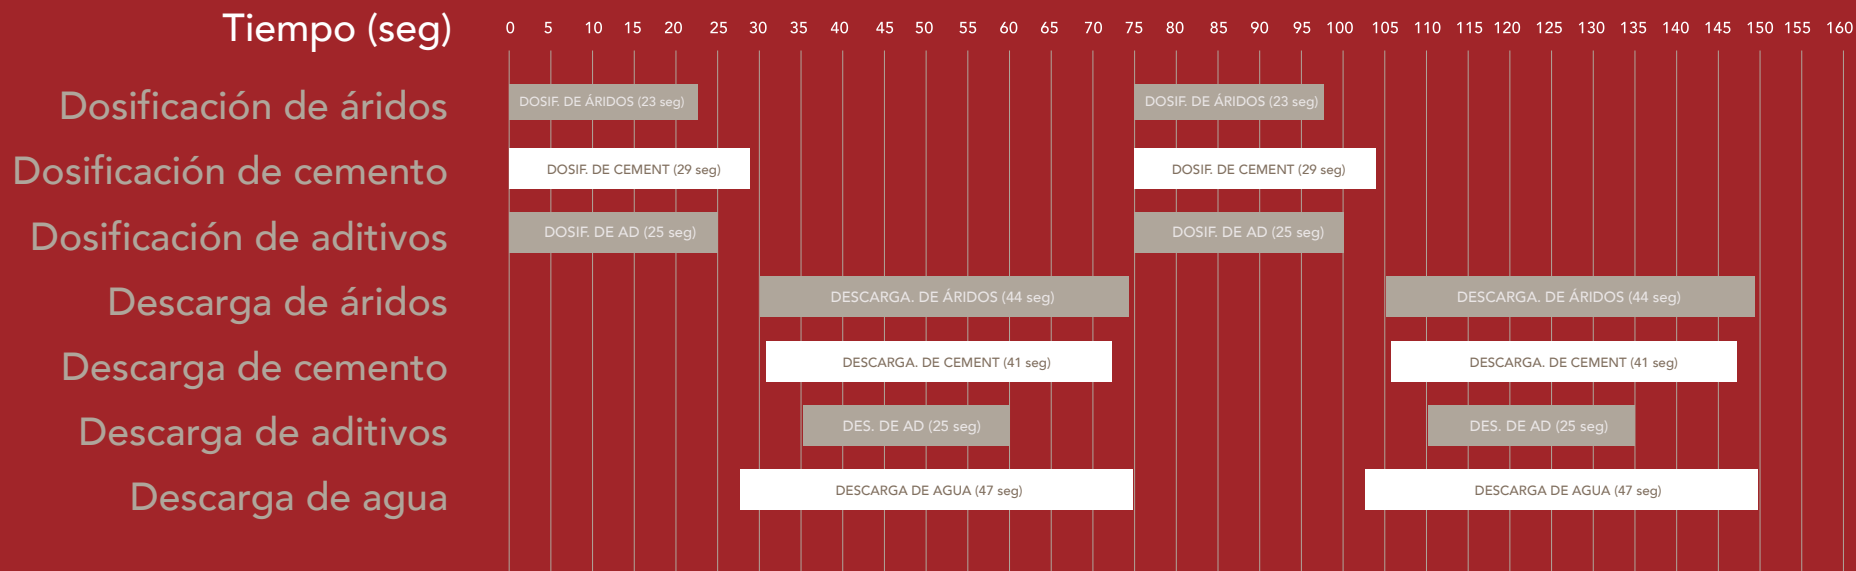 Tiempo (seg) 0 5 10 15 20 25 30 35 40 45 50 55 60 65 70 75 80 85 90 95 100 105 110 115 120 125 130 135 140 145 150 155 160
Dosificación de áridos DOSIF. DE ÁRIDOS (23 seg) DOSIF. DE ÁRIDOS (23 seg)
Dosificación de cemento DOSIF. DE CEMENT (29 seg) DOSIF. DE CEMENT (29 seg)
Dosificación de aditivos DOSIF. DE AD (25 seg) DOSIF. DE AD (25 seg)
Descarga de áridos DESCARGA. DE ÁRIDOS (44 seg) DESCARGA. DE ÁRIDOS (44 seg)
Descarga de cemento DESCARGA. DE CEMENT (41 seg) DESCARGA. DE CEMENT (41 seg)
Descarga de aditivos DES. DE AD (25 seg) DES. DE AD (25 seg)
Descarga de agua DESCARGA DE AGUA (47 seg) DESCARGA DE AGUA (47 seg)